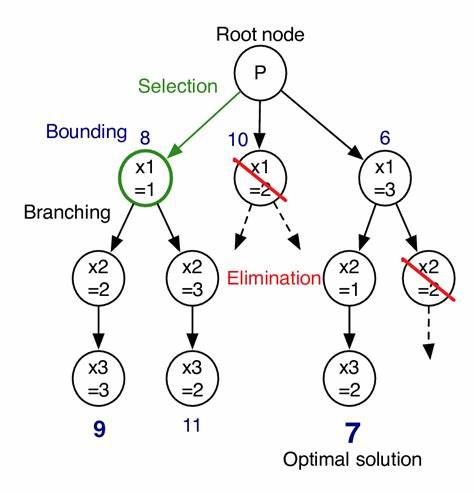 Root node
P
Selection
Bounding
8
10
6
x1
=1
x1
=2
x1
=3
Branching
x2
=2
x2
=3
Elimination
x2
=1
x2
=2
x3
=3
x3
=2
x3
=2
9
11
7
Optimal solution